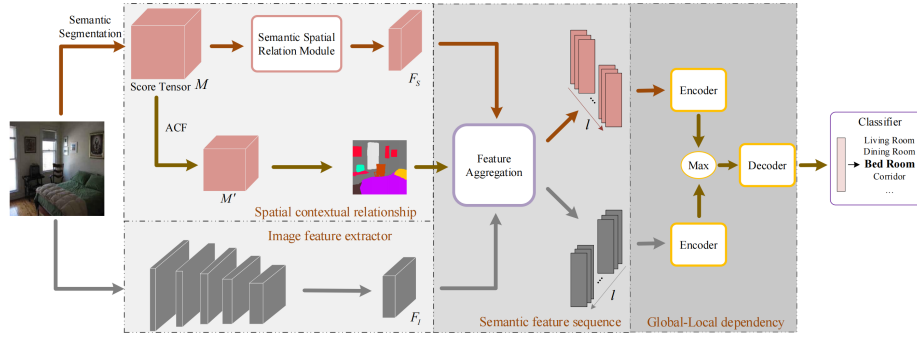 Semantic
Segmentation
Score Tensor M
Semantic Spatial
Relation Module
F_S
ACF
M'
Spatial contextual relationship
Image feature extractor
F_I
Feature
Aggregation
l
...
...
l
Semantic feature sequence
Encoder
Max
Decoder
Encoder
Global-Local dependency
Classifier
Living Room
Dining Room
Bed Room
Corridor
...